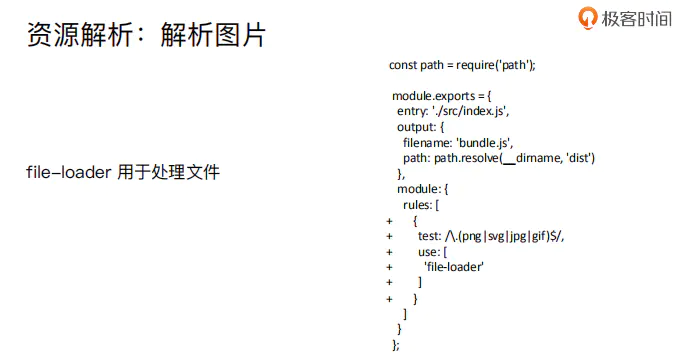 资源解析：解析图片
极客时间
file-loader 用于处理文件
const path = require('path');
module.exports = {
entry: './src/index.js',
output: {
filename: 'bundle.js',
path: path.resolve(__dirname, 'dist')
},
module: {
rules: [
+ {
+ test: /\.(png|svg|jpg|gif)$/,
+ use: [
+ 'file-loader'
+ ]
+ }
]
}
};